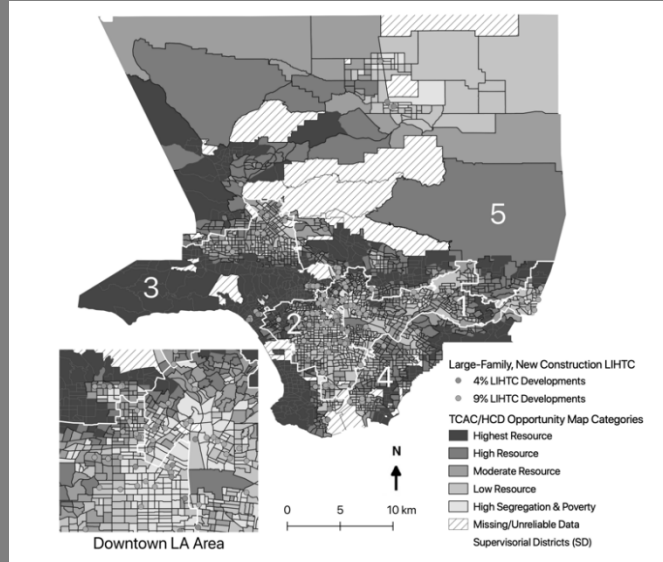 5
3
1
2
4
Large-Family, New Construction LIHTC
4% LIHTC Developments
9% LIHTC Developments
TCAC/HCD Opportunity Map Categories
Highest Resource
High Resource
Moderate Resource
Low Resource
High Segregation & Poverty
Missing/Unreliable Data
Supervisorial Districts (SD)
N
0 5 10 km
Downtown LA Area